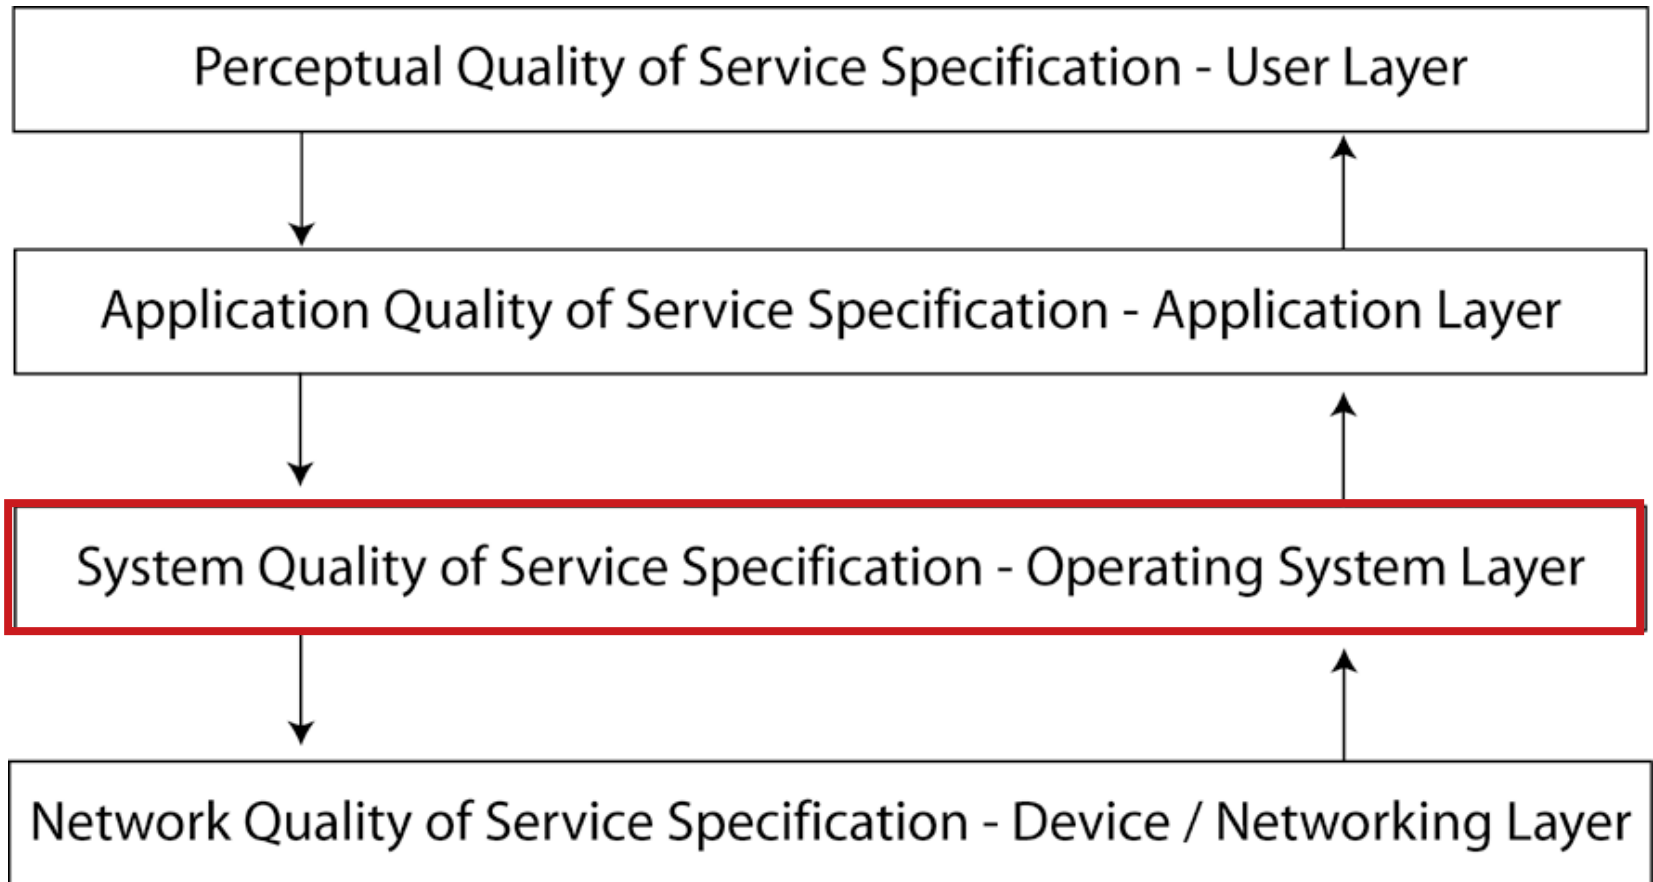 Perceptual Quality of Service Specification - User Layer
Application Quality of Service Specification - Application Layer
System Quality of Service Specification - Operating System Layer
Network Quality of Service Specification - Device / Networking Layer